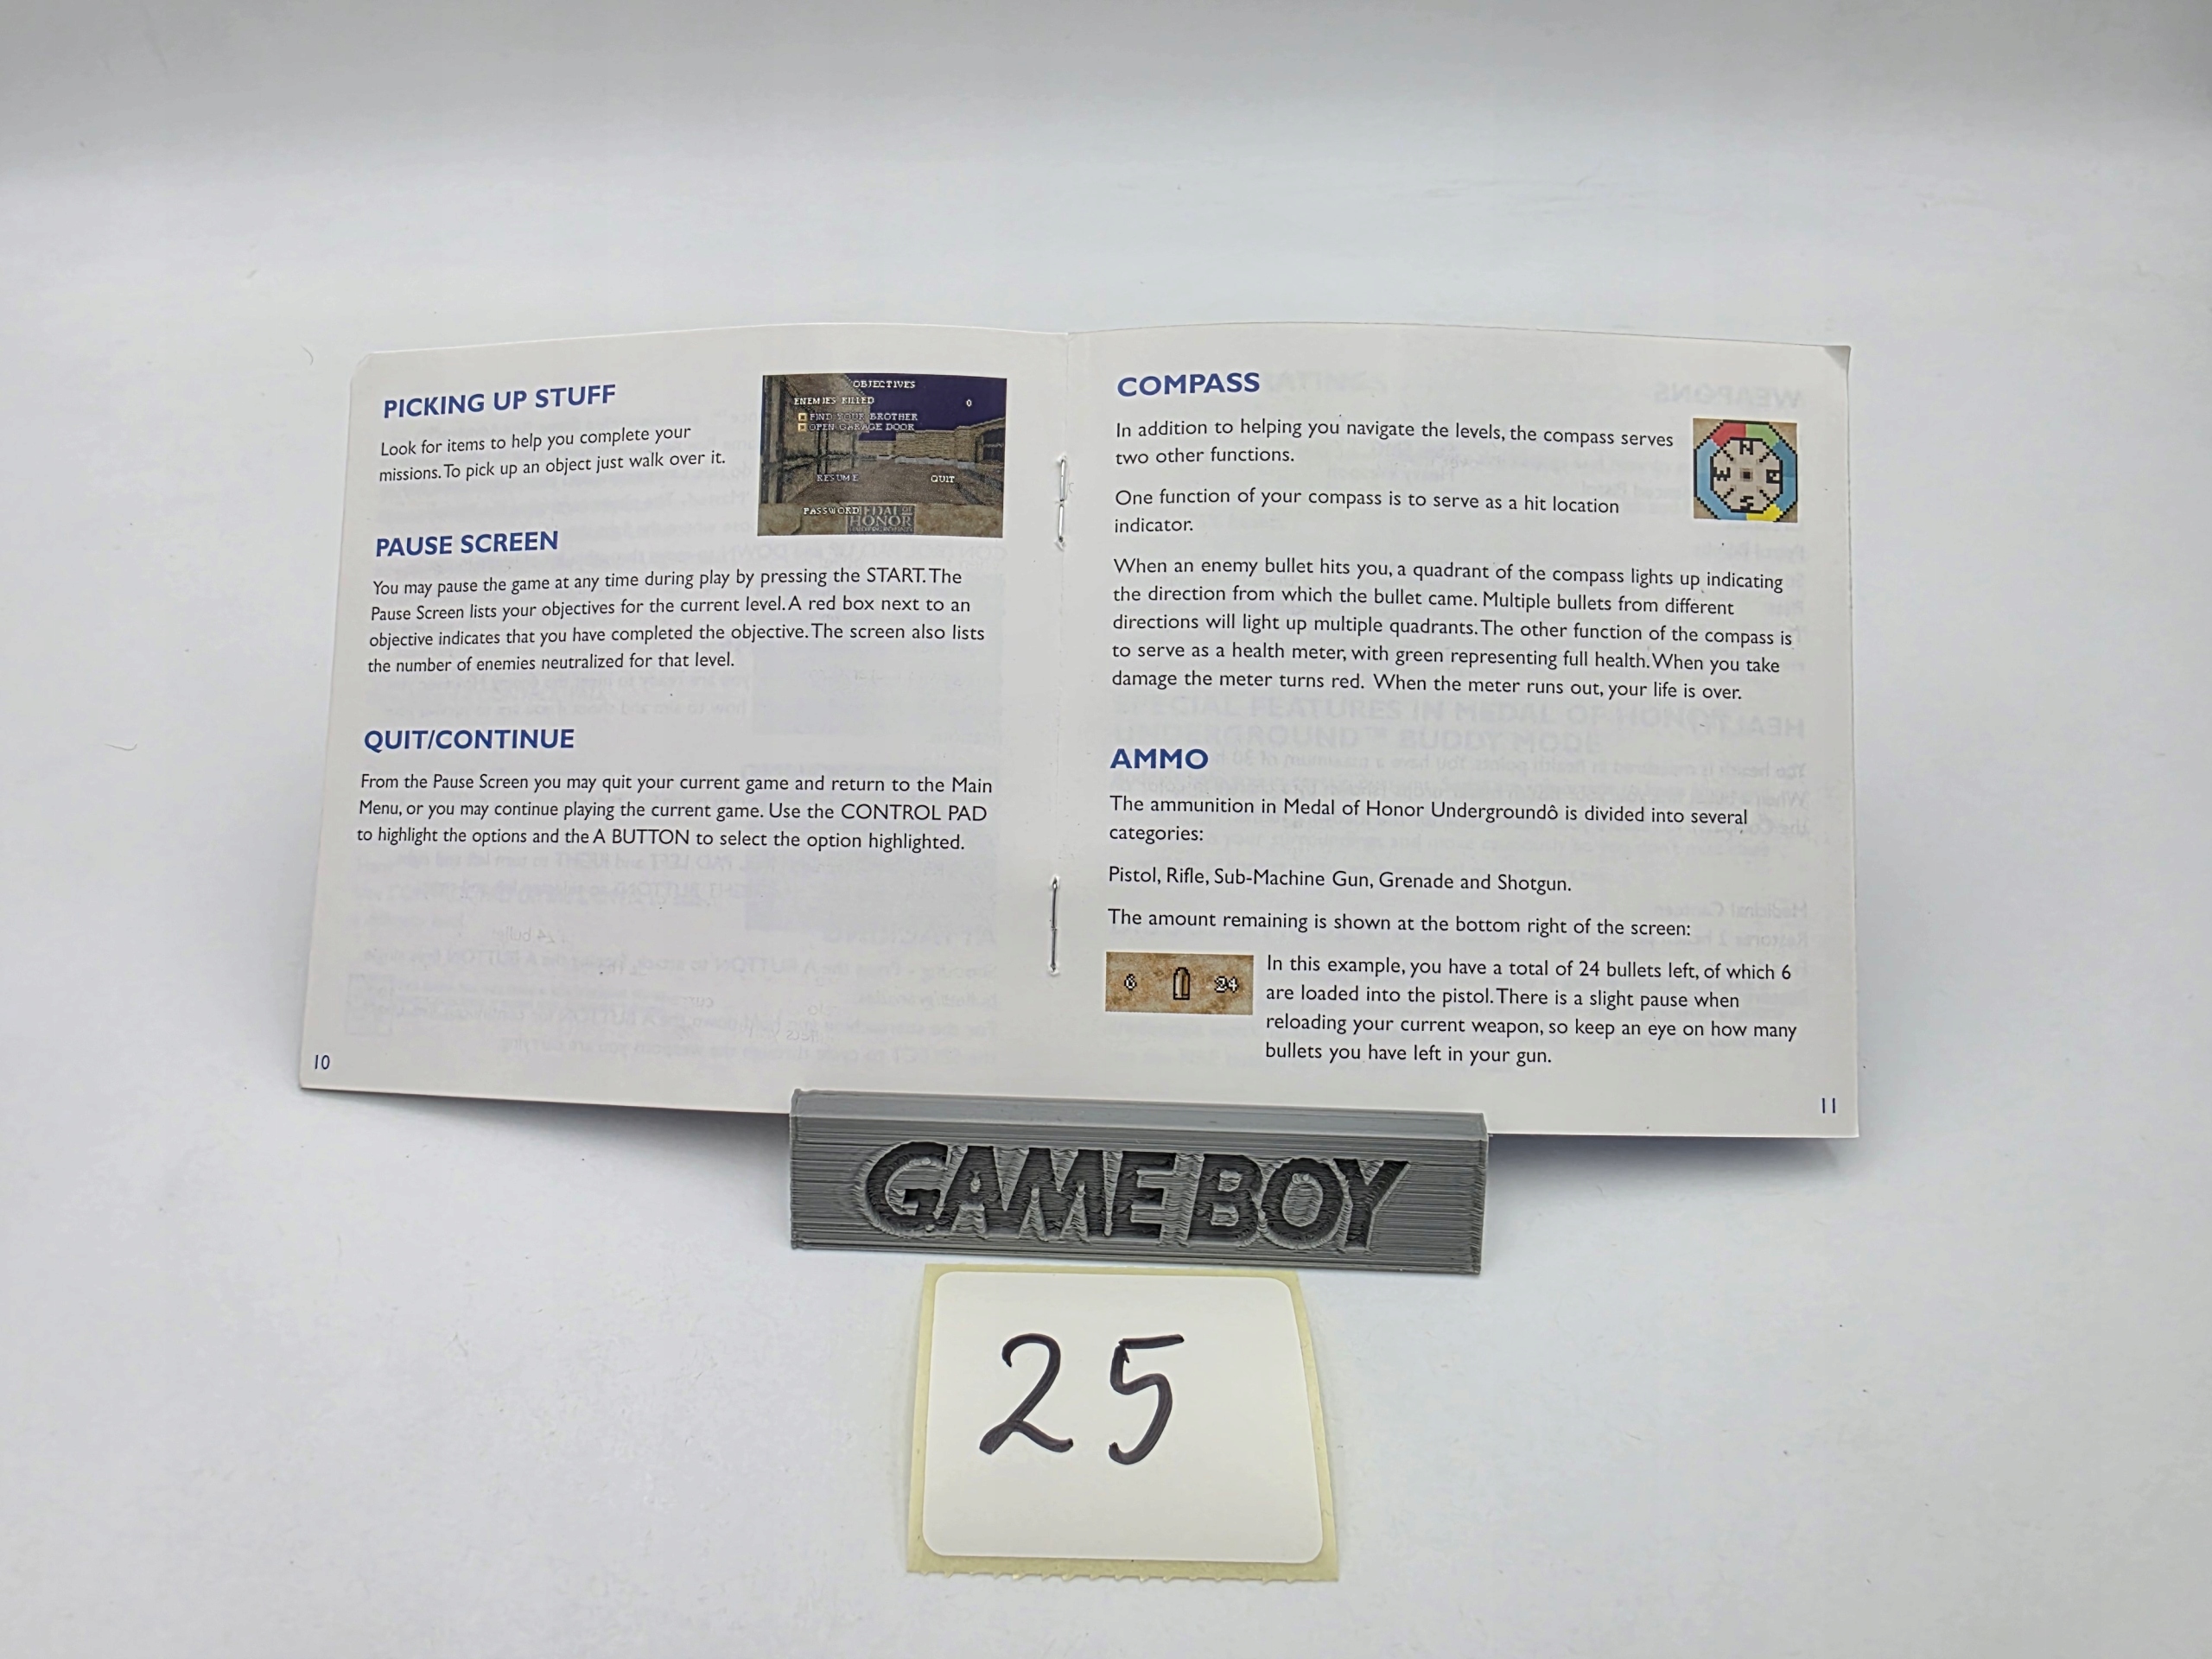 PICKING UP STUFF
Look for items to help you complete your
missions. To pick up an object just walk over it.
OBJECTIVES
ENEMIES KILLED 0
FIND YOUR BROTHER
OPEN GARAGE DOOR
RESUME QUIT
PASSWORD
MEDAL OF
HONOR
UNDERGROUND
PAUSE SCREEN
You may pause the game at any time during play by pressing the START. The
Pause Screen lists your objectives for the current level. A red box next to an
objective indicates that you have completed the objective. The screen also lists
the number of enemies neutralized for that level.
QUIT/CONTINUE
From the Pause Screen you may quit your current game and return to the Main
Menu, or you may continue playing the current game. Use the CONTROL PAD
to highlight the options and the A BUTTON to select the option highlighted.
10
COMPASS
In addition to helping you navigate the levels, the compass serves
two other functions.
N
W
S
One function of your compass is to serve as a hit location
indicator.
When an enemy bullet hits you, a quadrant of the compass lights up indicating
the direction from which the bullet came. Multiple bullets from different
directions will light up multiple quadrants. The other function of the compass is
to serve as a health meter, with green representing full health. When you take
damage the meter turns red. When the meter runs out, your life is over.
AMMO
The ammunition in Medal of Honor Undergroundô is divided into several
categories:
Pistol, Rifle, Sub-Machine Gun, Grenade and Shotgun.
The amount remaining is shown at the bottom right of the screen:
6 24
In this example, you have a total of 24 bullets left, of which 6
are loaded into the pistol. There is a slight pause when
reloading your current weapon, so keep an eye on how many
bullets you have left in your gun.
11
GAME BOY
25